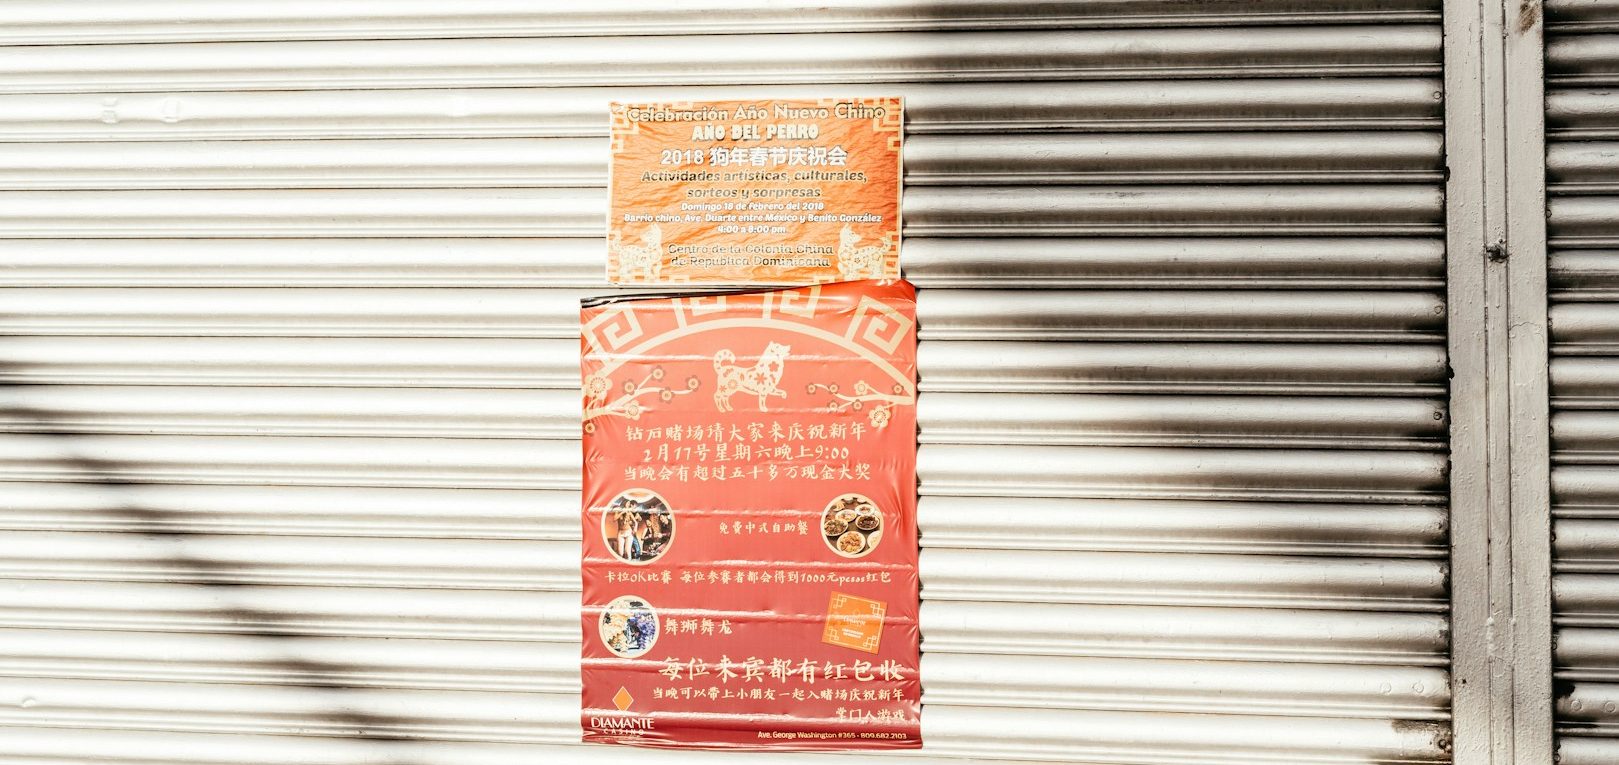 Celebración Año Nuevo Chino
AÑO DEL PERRO
2018 狗年春节庆祝会
Actividades artísticas, culturales,
sorteos y sorpresas
Domingo 18 de febrero del 2018
Barrio chino, Ave. Duarte entre México y Benito González
4:00 a 8:00 pm
Centro de la Colonia China
de Republica Dominicana
钻石赌场请大家来庆祝新年
2月17号星期六晚上9:00
当晚会有超过五十多万现金大奖
免费中式自助餐
卡拉OK比赛 每位参赛者都会得到1000元pesos红包
舞狮舞龙
每位来宾都有红包收
当晚可以带上小朋友一起入赌场庆祝新年
掌门人游戏
DIAMANTE
CASINO
Ave. George Washington #365 - 809.682.2103